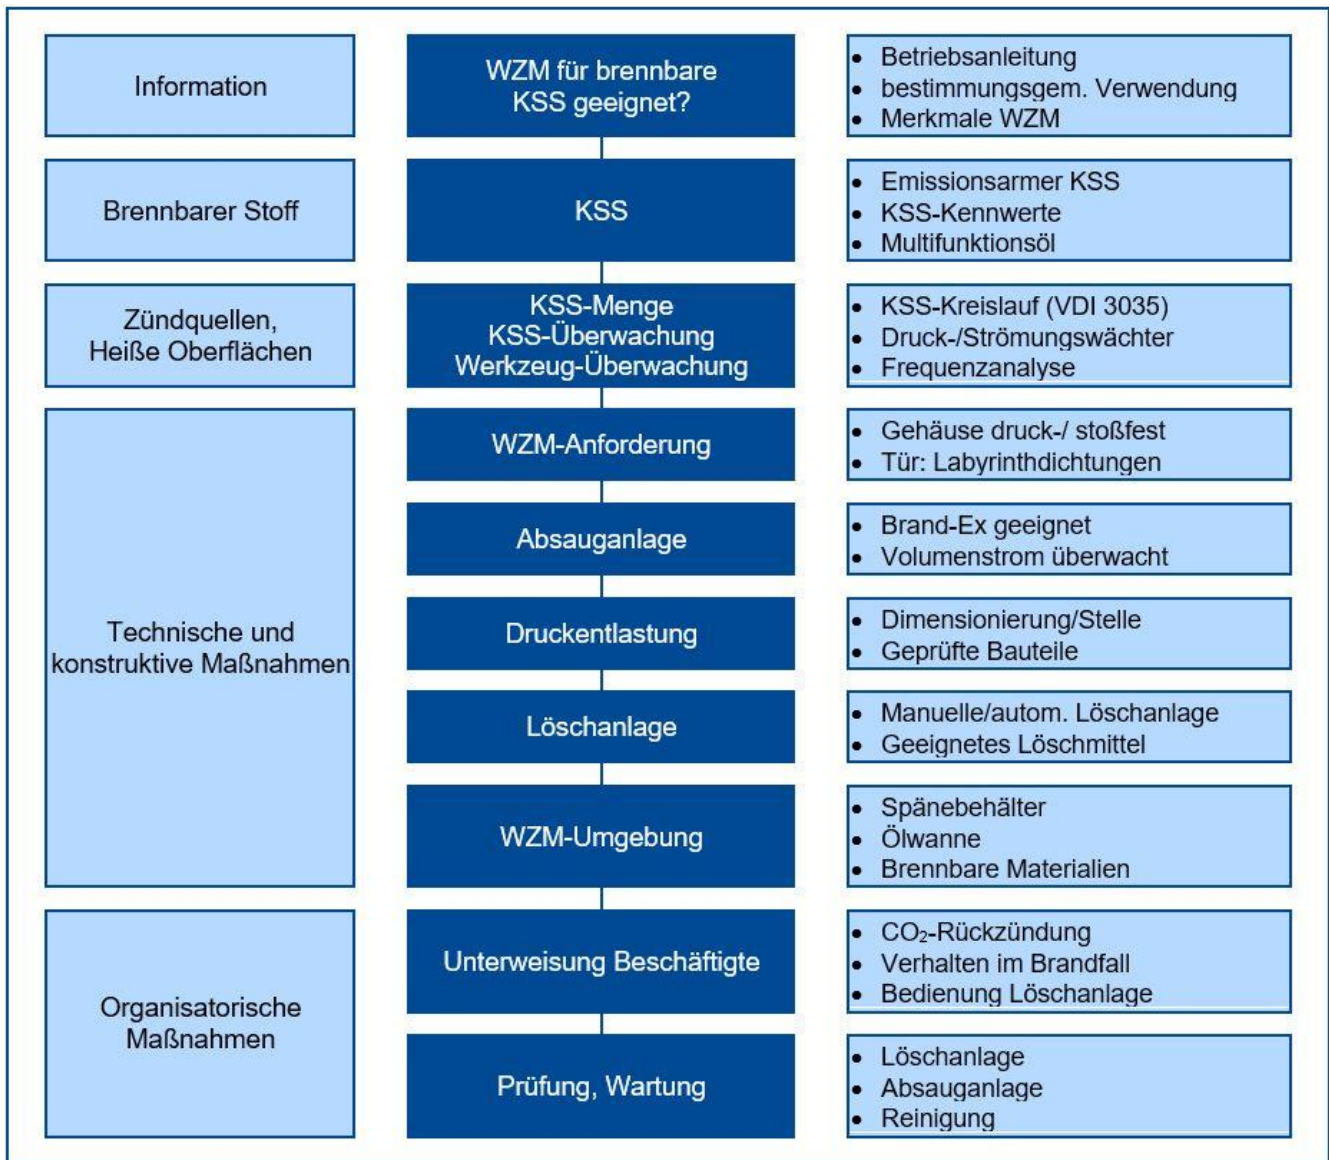 Information
WZM für brennbare
KSS geeignet?
• Betriebsanleitung
• bestimmungsgem. Verwendung
• Merkmale WZM
Brennbarer Stoff
KSS
• Emissionsarmer KSS
• KSS-Kennwerte
• Multifunktionsöl
Zündquellen,
Heiße Oberflächen
KSS-Menge
KSS-Überwachung
Werkzeug-Überwachung
• KSS-Kreislauf (VDI 3035)
• Druck-/Strömungswächter
• Frequenzanalyse
Technische und
konstruktive Maßnahmen
WZM-Anforderung
• Gehäuse druck-/ stoßfest
• Tür: Labyrinthdichtungen
Absauganlage
• Brand-Ex geeignet
• Volumenstrom überwacht
Druckentlastung
• Dimensionierung/Stelle
• Geprüfte Bauteile
Löschanlage
• Manuelle/autom. Löschanlage
• Geeignetes Löschmittel
WZM-Umgebung
• Spänebehälter
• Ölwanne
• Brennbare Materialien
Organisatorische
Maßnahmen
Unterweisung Beschäftigte
• CO₂-Rückzündung
• Verhalten im Brandfall
• Bedienung Löschanlage
Prüfung, Wartung
• Löschanlage
• Absauganlage
• Reinigung